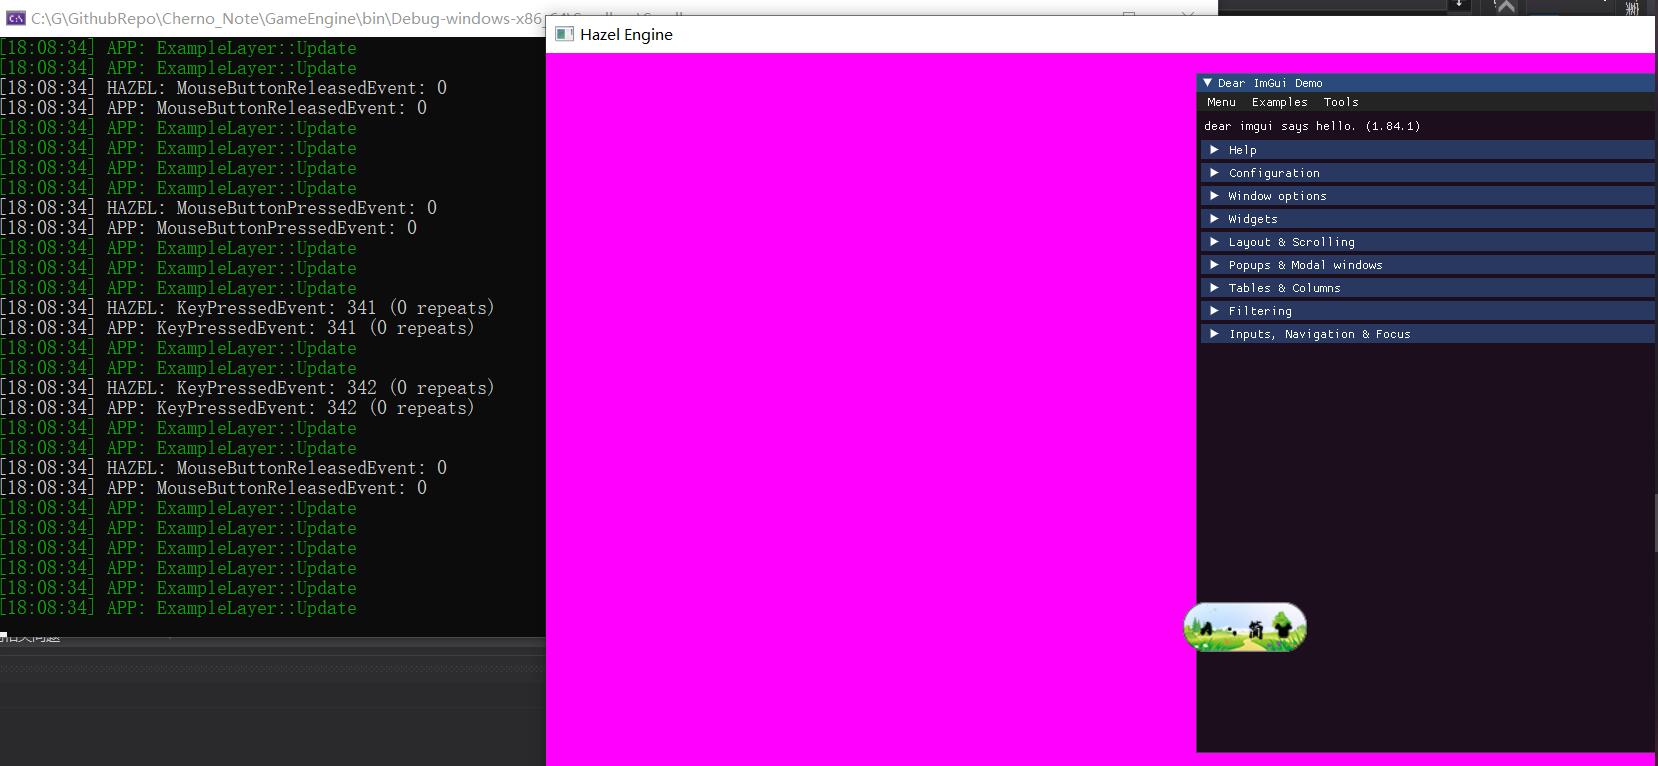 C:\G\GithubRepo\Cherno_Note\GameEngine\bin\Debug-windows-x86_64\
[18:08:34] APP: ExampleLayer::Update
[18:08:34] APP: ExampleLayer::Update
[18:08:34] HAZEL: MouseButtonReleasedEvent: 0
[18:08:34] APP: MouseButtonReleasedEvent: 0
[18:08:34] APP: ExampleLayer::Update
[18:08:34] APP: ExampleLayer::Update
[18:08:34] APP: ExampleLayer::Update
[18:08:34] APP: ExampleLayer::Update
[18:08:34] HAZEL: MouseButtonPressedEvent: 0
[18:08:34] APP: MouseButtonPressedEvent: 0
[18:08:34] APP: ExampleLayer::Update
[18:08:34] APP: ExampleLayer::Update
[18:08:34] APP: ExampleLayer::Update
[18:08:34] HAZEL: KeyPressedEvent: 341 (0 repeats)
[18:08:34] APP: KeyPressedEvent: 341 (0 repeats)
[18:08:34] APP: ExampleLayer::Update
[18:08:34] APP: ExampleLayer::Update
[18:08:34] HAZEL: KeyPressedEvent: 342 (0 repeats)
[18:08:34] APP: KeyPressedEvent: 342 (0 repeats)
[18:08:34] APP: ExampleLayer::Update
[18:08:34] APP: ExampleLayer::Update
[18:08:34] HAZEL: MouseButtonReleasedEvent: 0
[18:08:34] APP: MouseButtonReleasedEvent: 0
[18:08:34] APP: ExampleLayer::Update
[18:08:34] APP: ExampleLayer::Update
[18:08:34] APP: ExampleLayer::Update
[18:08:34] APP: ExampleLayer::Update
[18:08:34] APP: ExampleLayer::Update
[18:08:34] APP: ExampleLayer::Update
Hazel Engine
Dear ImGui Demo
Menu Examples Tools
dear imgui says hello. (1.84.1)
Help
Configuration
Window options
Widgets
Layout & Scrolling
Popups & Modal windows
Tables & Columns
Filtering
Inputs, Navigation & Focus
简